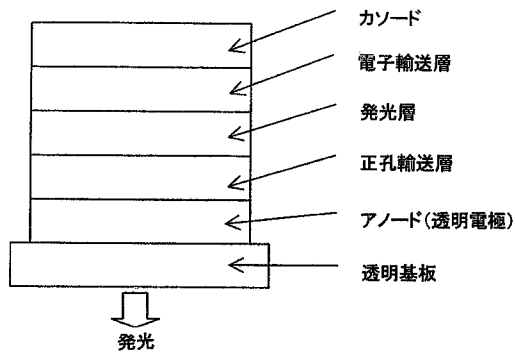 カソード
電子輸送層
発光層
正孔輸送層
アノード(透明電極)
透明基板
発光